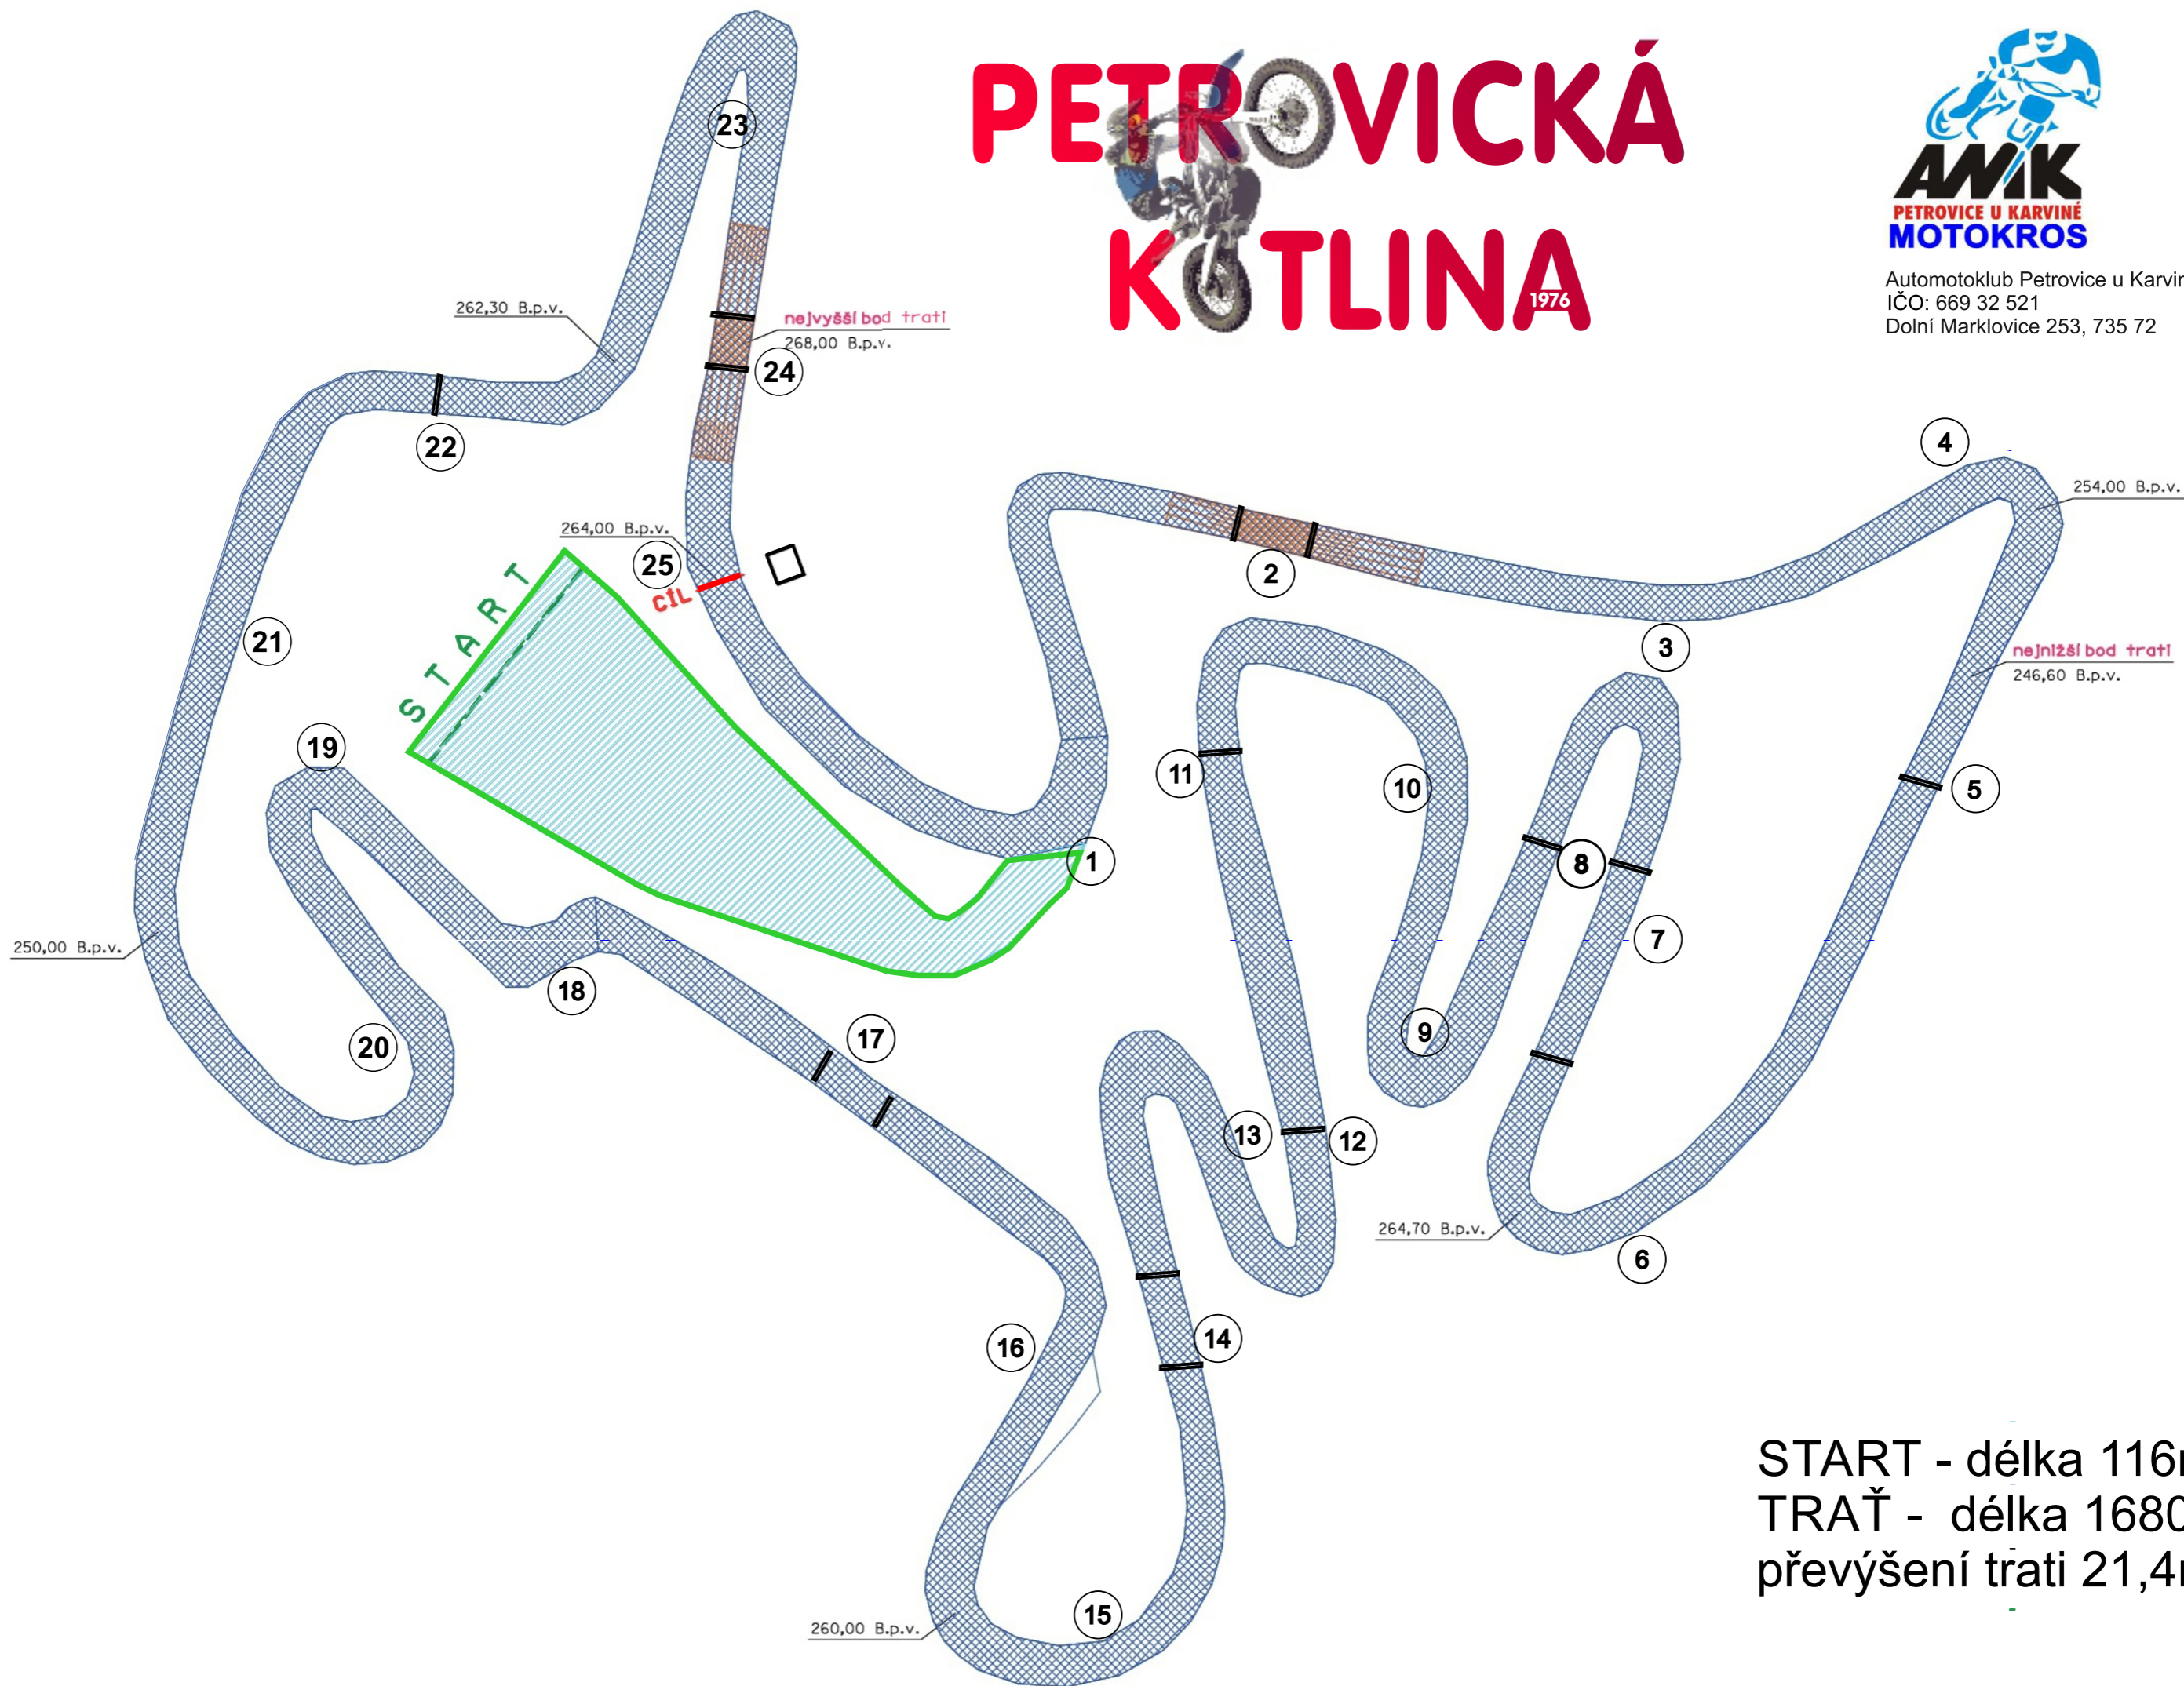 PETROVICKÁ
KOTLINA
1976
AMK
PETROVICE U KARVINÉ
MOTOKROS
Automotoklub Petrovice u Karvin
IČO: 669 32 521
Dolní Marklovice 253, 735 72
23
262,30 B.p.v.
nejvyšší bod trati
268,00 B.p.v.
24
22
4
254,00 B.p.v.
264,00 B.p.v.
25
CÍL
2
START
21
3
nejnižší bod trati
246,60 B.p.v.
19
11
10
5
1
8
7
250,00 B.p.v.
18
9
17
20
13
12
264,70 B.p.v.
6
14
16
START - délka 116m
TRAŤ - délka 1680
převýšení trati 21,4m
15
260,00 B.p.v.